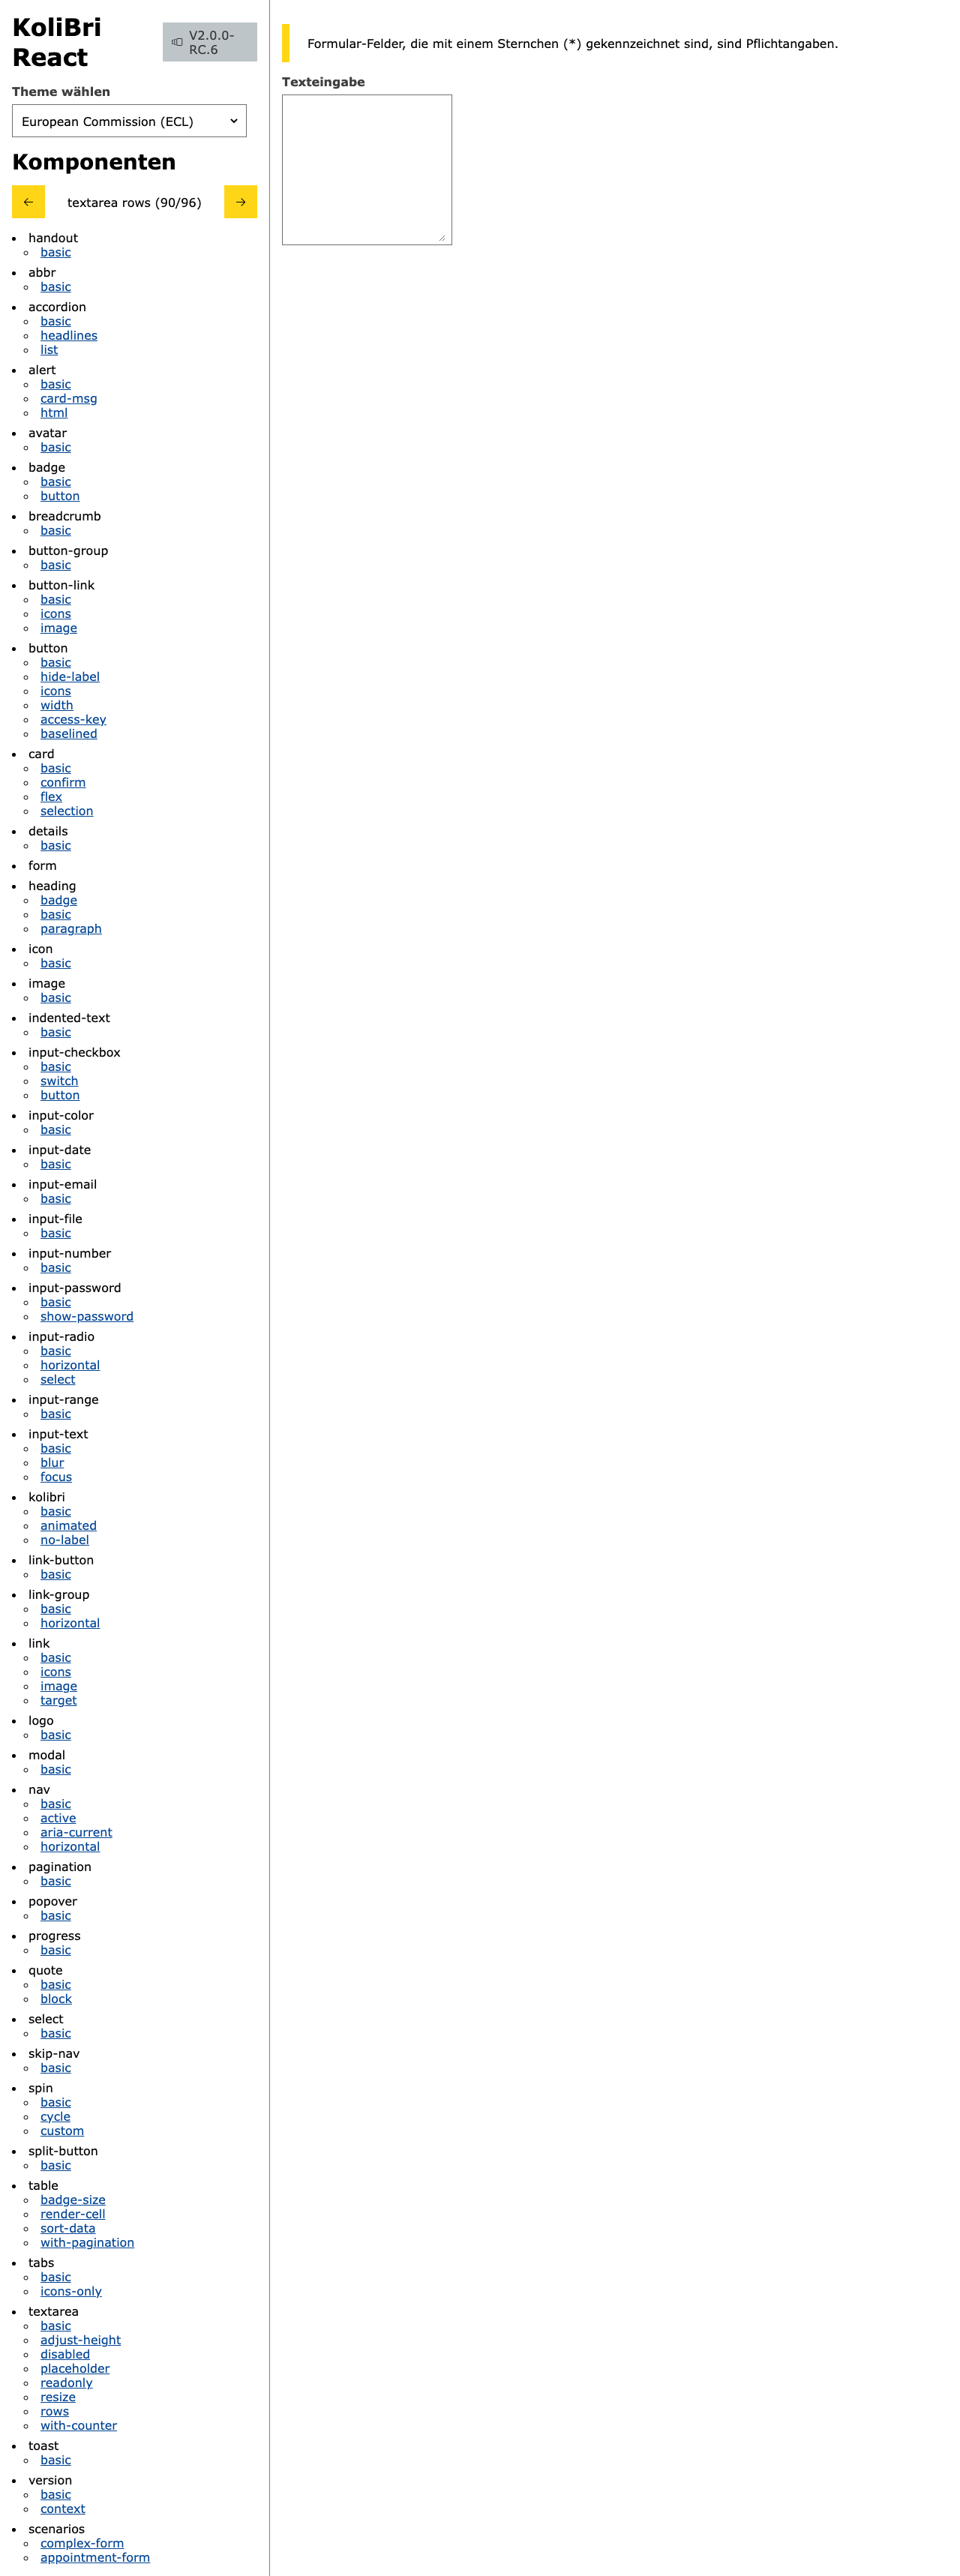 KoliBri
React
V2.0.0-
RC.6
Theme wählen
European Commission (ECL)
Komponenten
textarea rows (90/96)
handout
basic
abbr
basic
accordion
basic
headlines
list
alert
basic
card-msg
html
avatar
basic
badge
basic
button
breadcrumb
basic
button-group
basic
button-link
basic
icons
image
button
basic
hide-label
icons
width
access-key
baselined
card
basic
confirm
flex
selection
details
basic
form
heading
badge
basic
paragraph
icon
basic
image
basic
indented-text
basic
input-checkbox
basic
switch
button
input-color
basic
input-date
basic
input-email
basic
input-file
basic
input-number
basic
input-password
basic
show-password
input-radio
basic
horizontal
select
input-range
basic
input-text
basic
blur
focus
kolibri
basic
animated
no-label
link-button
basic
link-group
basic
horizontal
link
basic
icons
image
target
logo
basic
modal
basic
nav
basic
active
aria-current
horizontal
pagination
basic
popover
basic
progress
basic
quote
basic
block
select
basic
skip-nav
basic
spin
basic
cycle
custom
split-button
basic
table
badge-size
render-cell
sort-data
with-pagination
tabs
basic
icons-only
textarea
basic
adjust-height
disabled
placeholder
readonly
resize
rows
with-counter
toast
basic
version
basic
context
scenarios
complex-form
appointment-form
Formular-Felder, die mit einem Sternchen (*) gekennzeichnet sind, sind Pflichtangaben.
Texteingabe